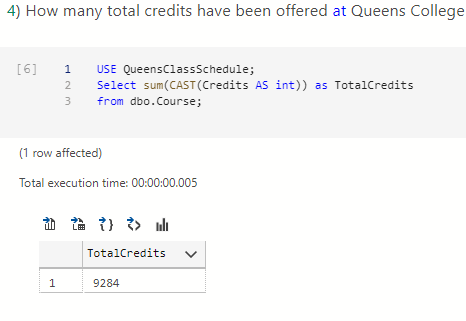 4) How many total credits have been offered at Queens College
[6]
1 USE QueensClassSchedule;
2 Select sum(CAST(Credits AS int)) as TotalCredits
3 from dbo.Course;
(1 row affected)
Total execution time: 00:00:00.005
TotalCredits
1 9284